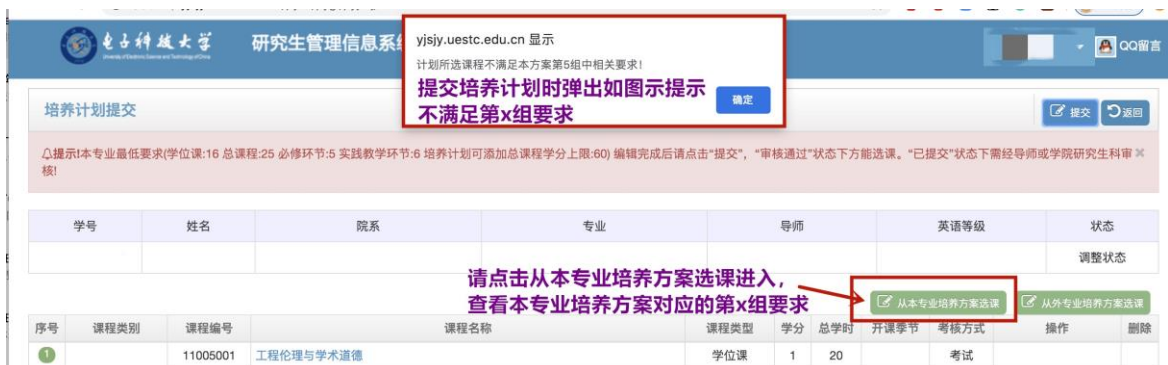 电子科技大学
研究生管理信息系
yjsjy.uestc.edu.cn 显示
计划所选课程不满足本方案第5组中相关要求!
提交培养计划时弹出如图示提示
不满足第x组要求
确定
QQ留言
培养计划提交
提交
返回
提示!本专业最低要求(学位课:16 总课程:25 必修环节:5 实践教学环节:6 培养计划可添加总课程学分上限:60) 编辑完成后请点击“提交”，“审核通过”状态下方能选课。“已提交”状态下需经导师或学院研究生科审
核!
学号 姓名 院系 专业 导师 英语等级 状态
调整状态
请点击从本专业培养方案选课进入，
查看本专业培养方案对应的第x组要求
从本专业培养方案选课
从外专业培养方案选课
序号 课程类别 课程编号 课程名称 课程类型 学分 总学时 开课季节 考核方式 操作 删除
1 11005001 工程伦理与学术道德 学位课 1 20 考试